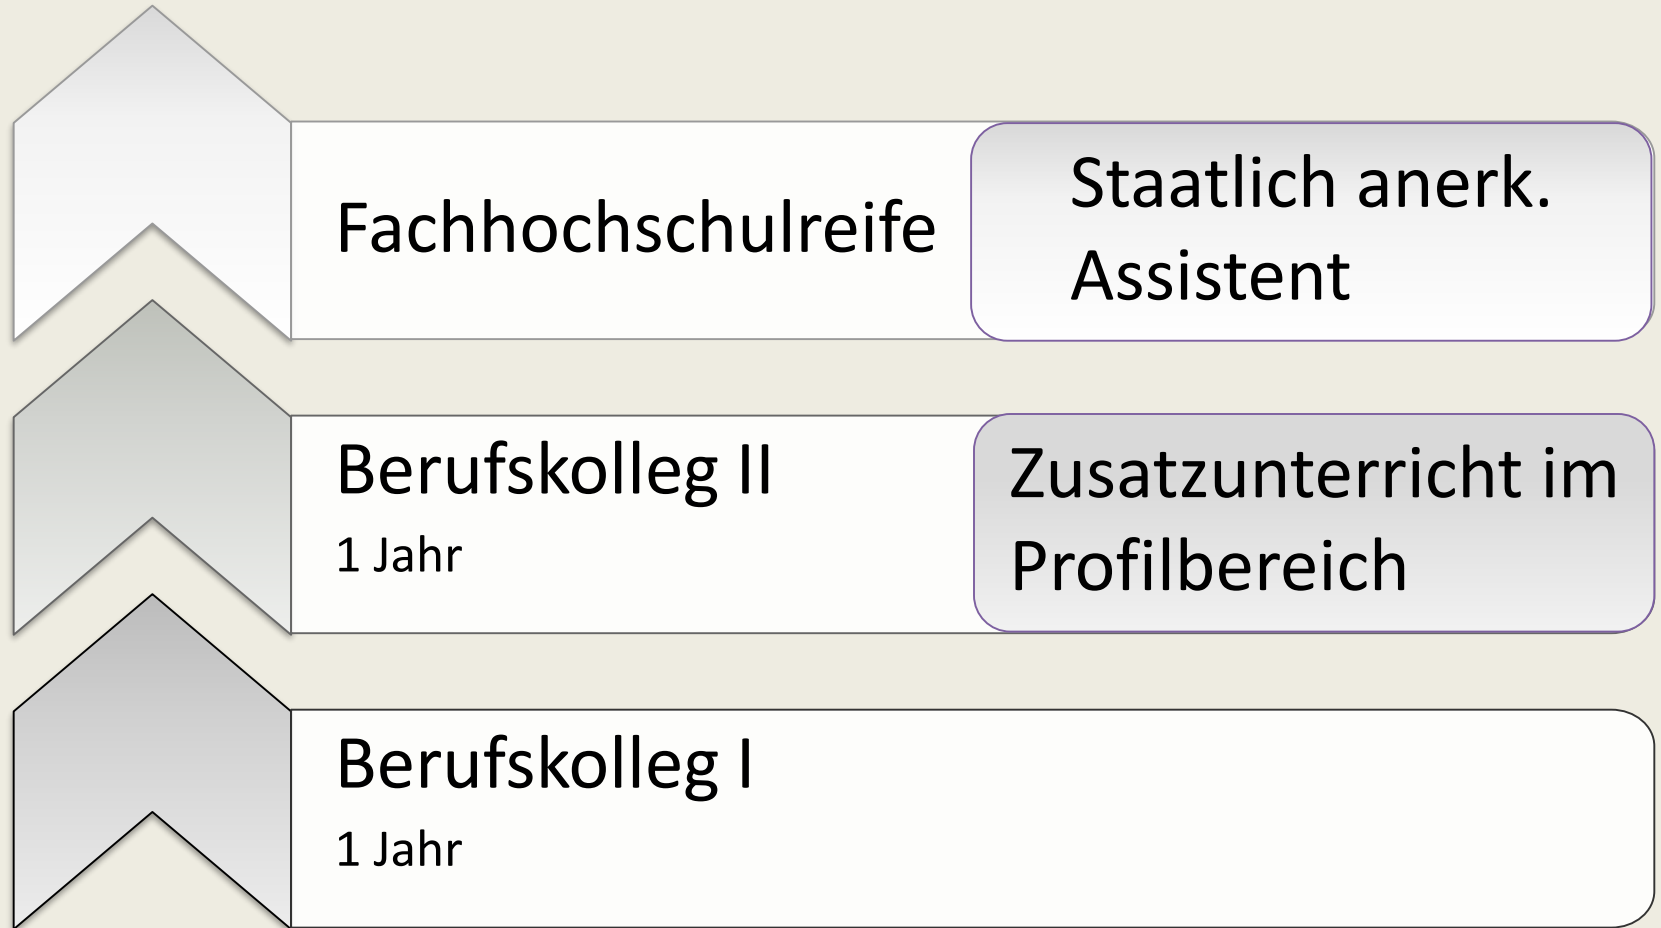 Fachhochschulreife
Staatlich anerk.
Assistent
Berufskolleg II
1 Jahr
Zusatzunterricht im
Profilbereich
Berufskolleg I
1 Jahr